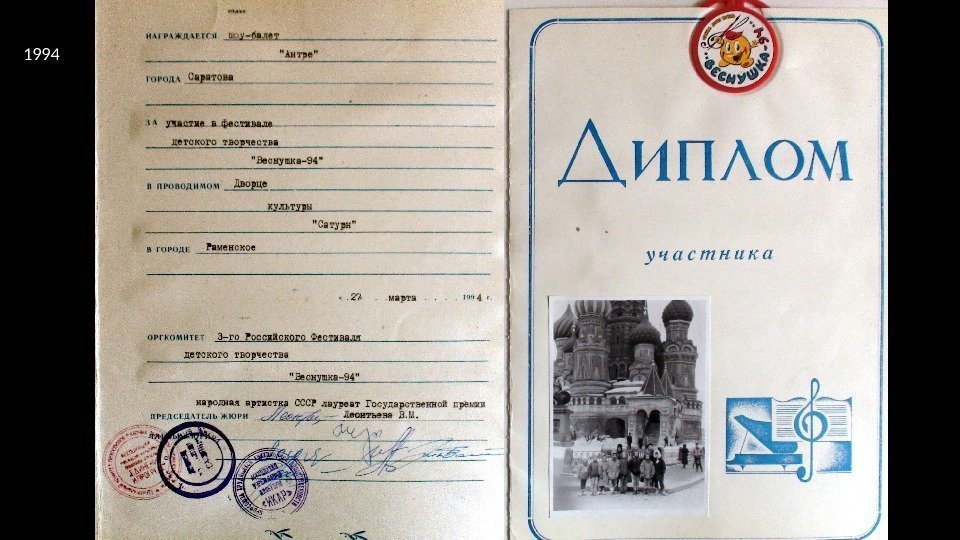 1994
НАГРАЖДАЕТСЯ шоу-балет
"Антре"
ГОРОДА Саратова
ЗА участие в фестивале
детского творчества
"Веснушка-94"
В ПРОВОДИМОМ Дворце
культуры
"Сатурн"
В ГОРОДЕ Раменское
«27 марта 1994 г.
ОРГКОМИТЕТ 3-го Российского Фестиваля
детского творчества
"Веснушка-94"
народная артистка СССР лауреат Государственной премии
ПРЕДСЕДАТЕЛЬ ЖЮРИ Леонтьева В.М.
"ВЕСНУШКА-94"
ДИПЛОМ
участника